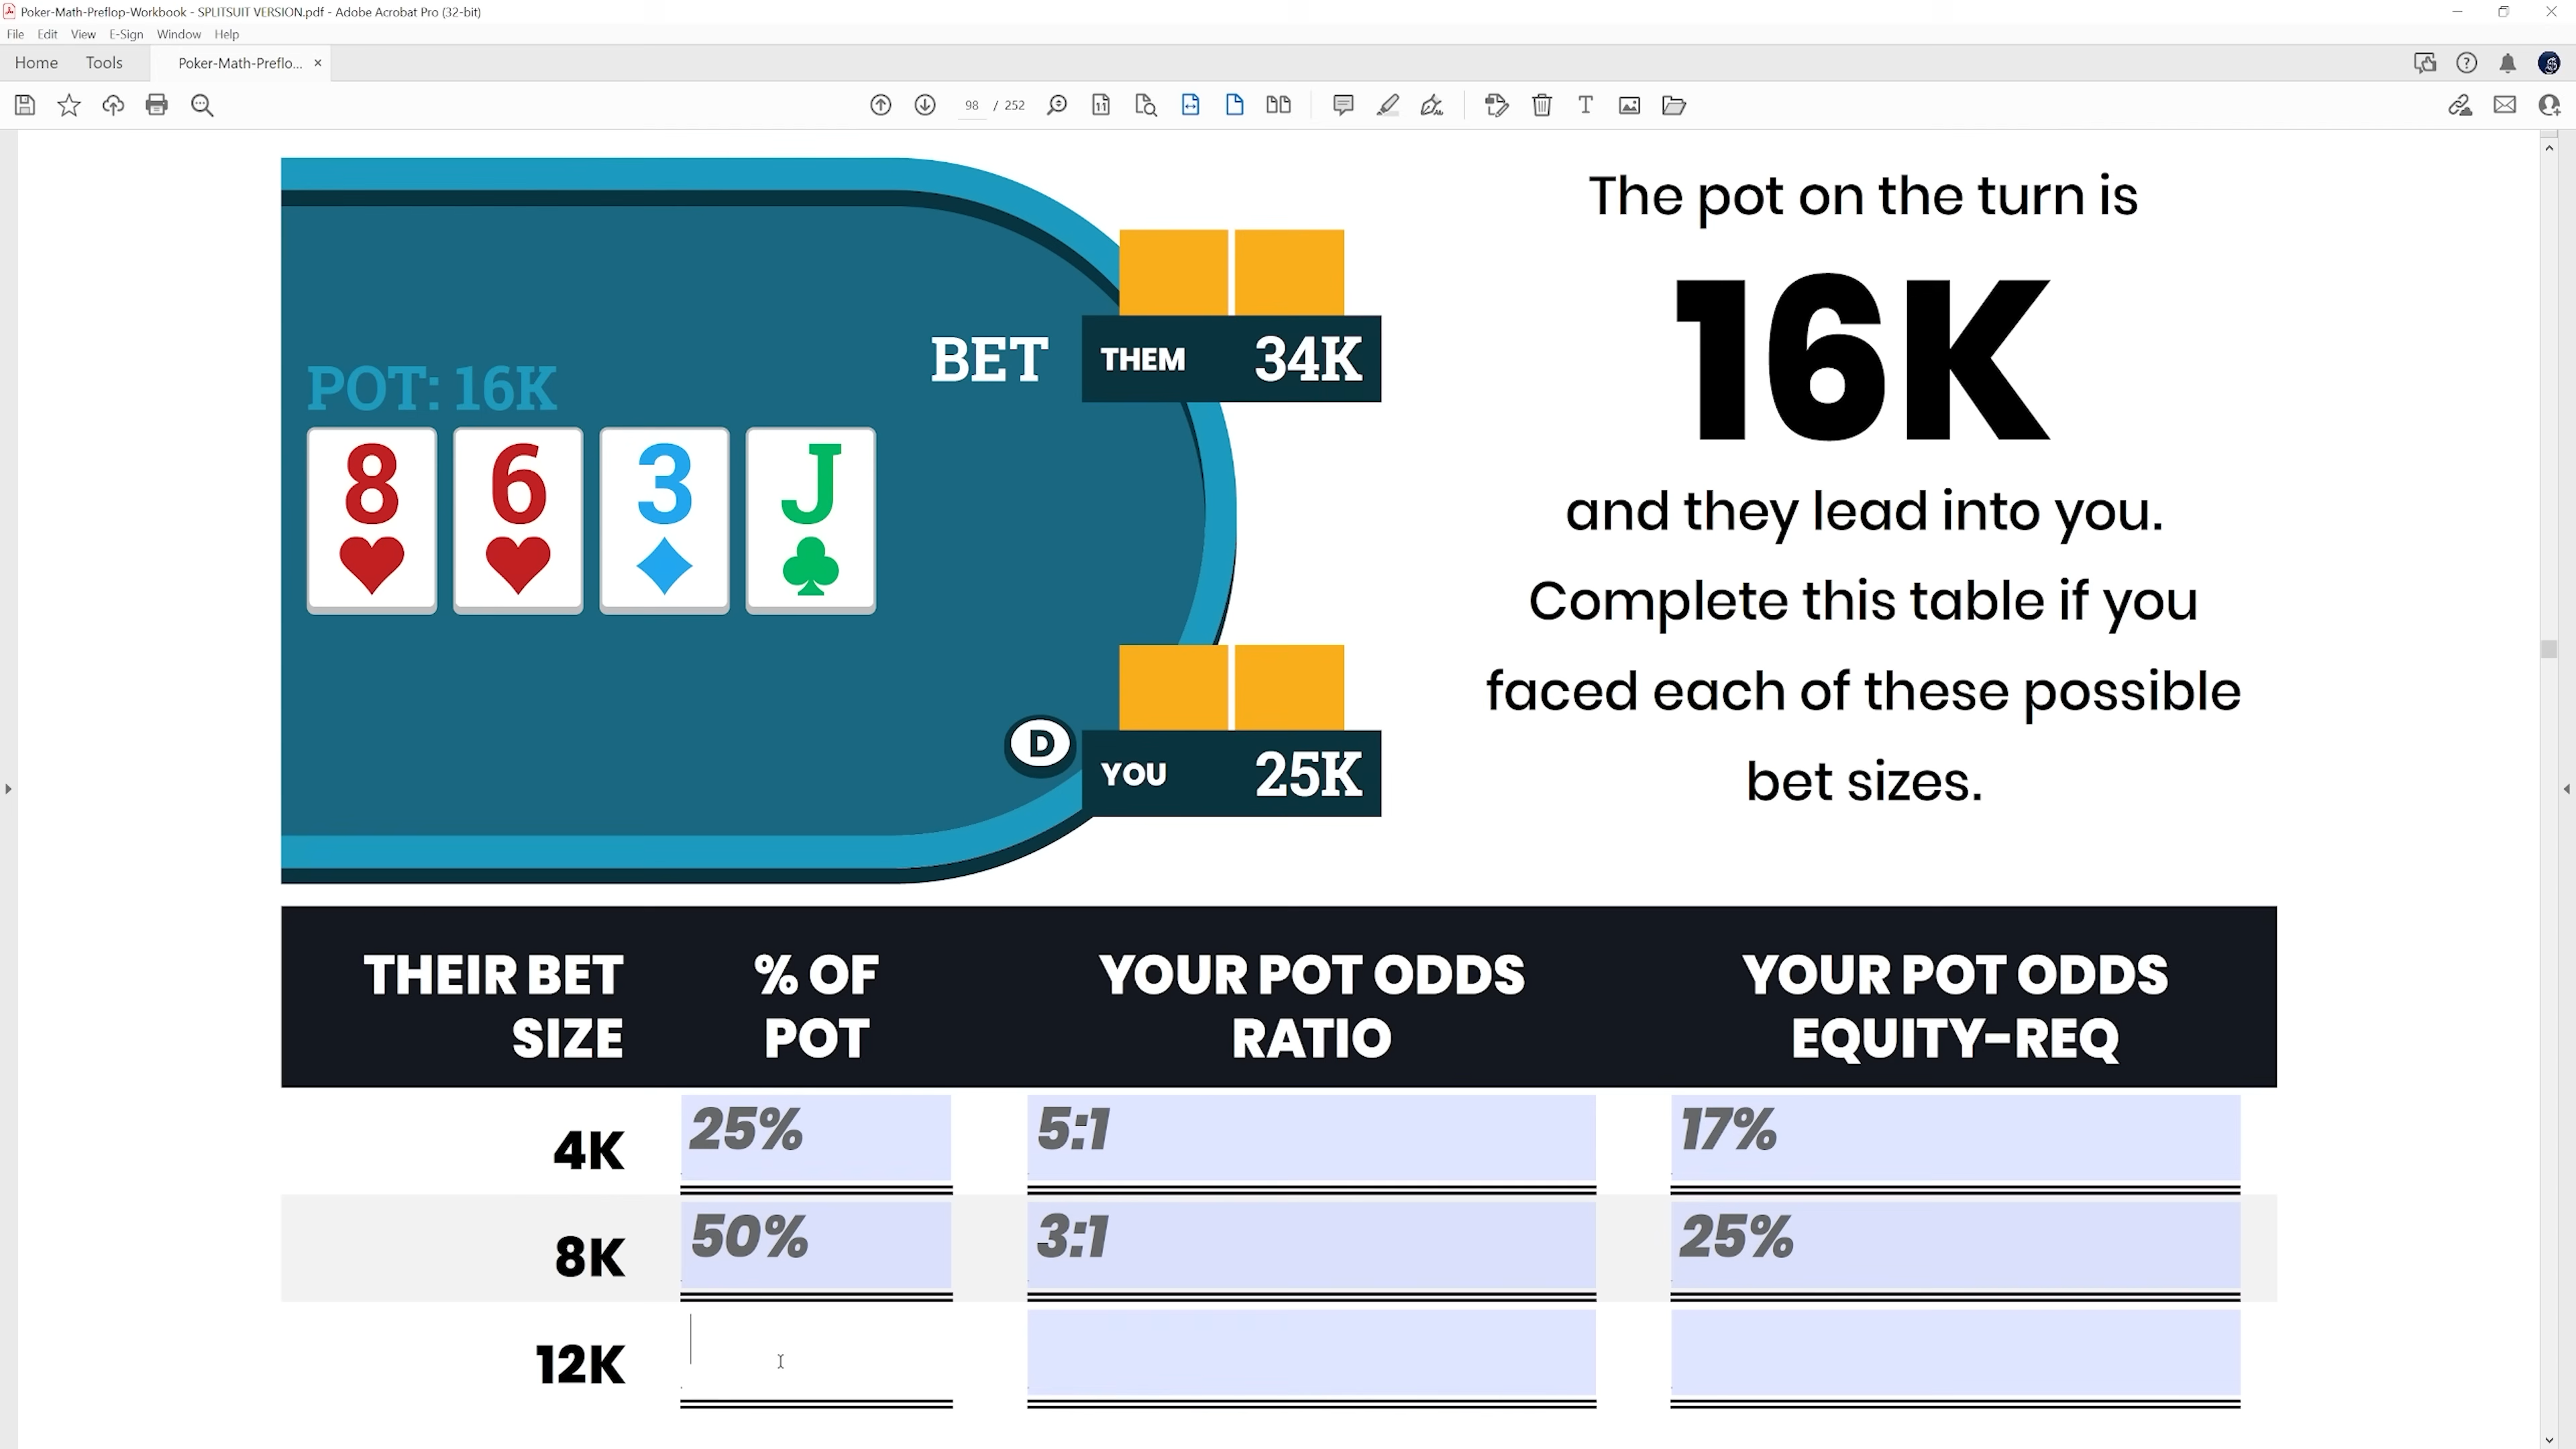 Poker-Math-Preflop-Workbook - SPLITSUIT VERSION.pdf - Adobe Acrobat Pro (32-bit)
File Edit View E-Sign Window Help
Home Tools Poker-Math-Preflo... ×
98 / 252
The pot on the turn is
16K
and they lead into you.
Complete this table if you
faced each of these possible
bet sizes.
BET THEM 34K
POT: 16K
8 6 3 J
D YOU 25K
THEIR BET SIZE
% OF POT
YOUR POT ODDS RATIO
YOUR POT ODDS EQUITY-REQ
4K 25% 5:1 17%
8K 50% 3:1 25%
12K